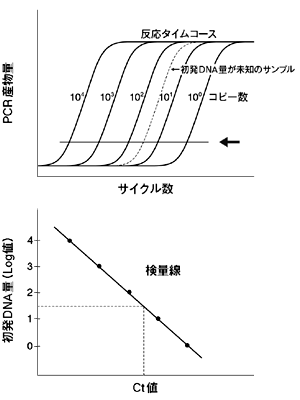 反応タイムコース
←初発DNA量が未知のサンプル
10⁴ 10³ 10² 10¹ 10⁰ コピー数
PCR産物量
サイクル数
検量線
初発DNA量(Log値)
4
3
2
1
0
Ct値